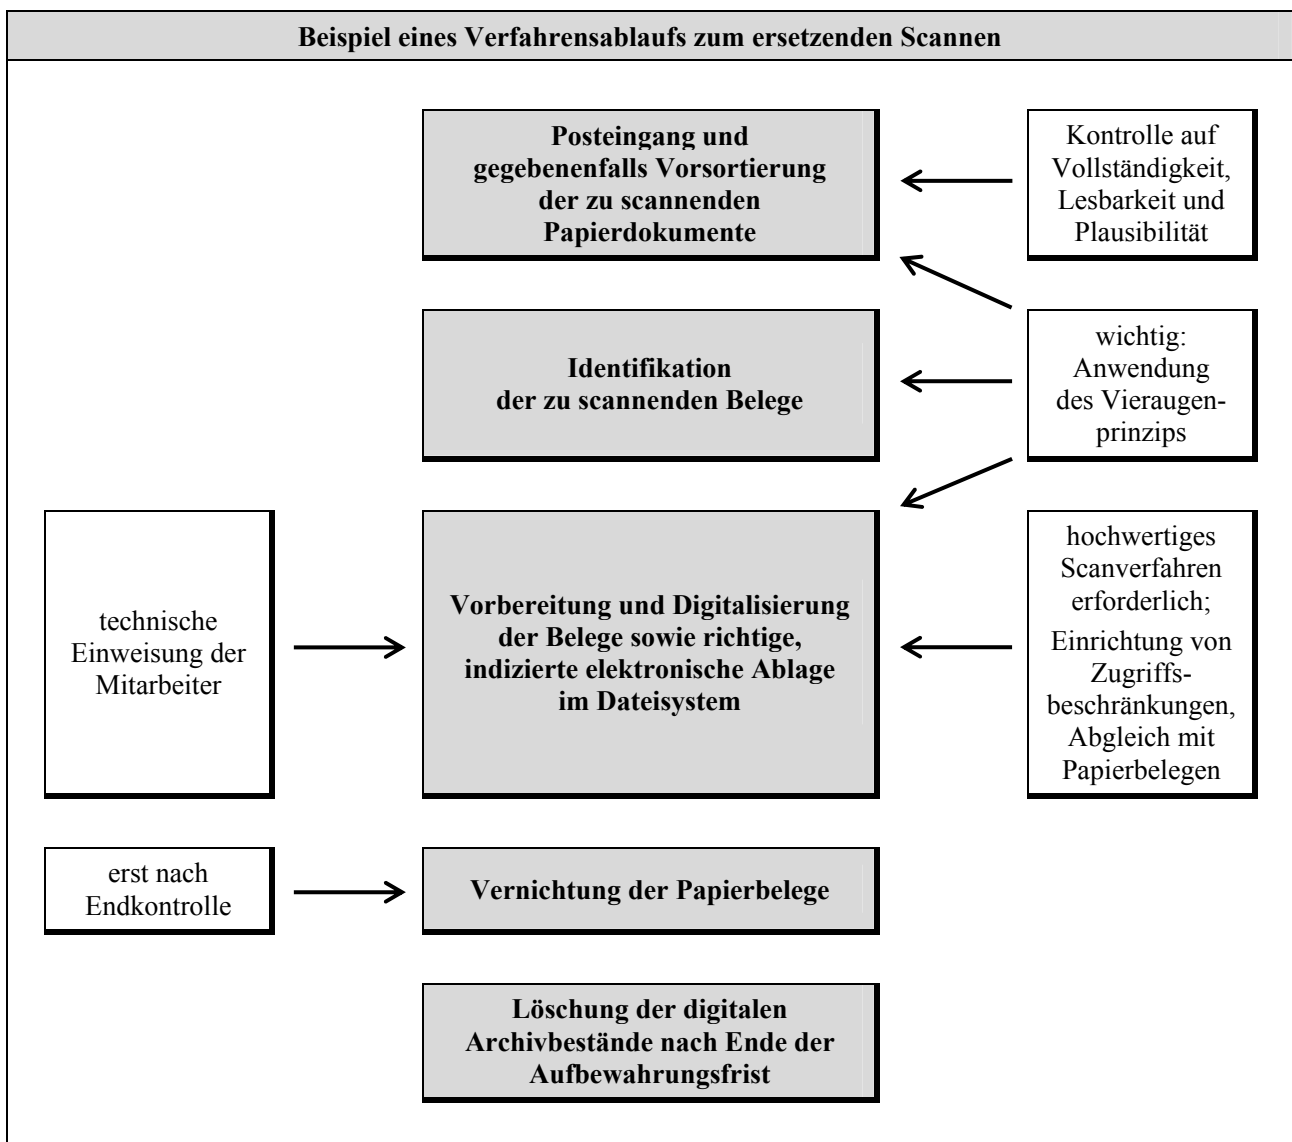 Beispiel eines Verfahrensablaufs zum ersetzenden Scannen
Posteingang und
gegebenenfalls Vorsortierung
der zu scannenden
Papierdokumente
Kontrolle auf
Vollständigkeit,
Lesbarkeit und
Plausibilität
Identifikation
der zu scannenden Belege
wichtig:
Anwendung
des Vieraugen-
prinzips
technische
Einweisung der
Mitarbeiter
Vorbereitung und Digitalisierung
der Belege sowie richtige,
indizierte elektronische Ablage
im Dateisystem
hochwertiges
Scanverfahren
erforderlich;
Einrichtung von
Zugriffs-
beschränkungen,
Abgleich mit
Papierbelegen
erst nach
Endkontrolle
Vernichtung der Papierbelege
Löschung der digitalen
Archivbestände nach Ende der
Aufbewahrungsfrist